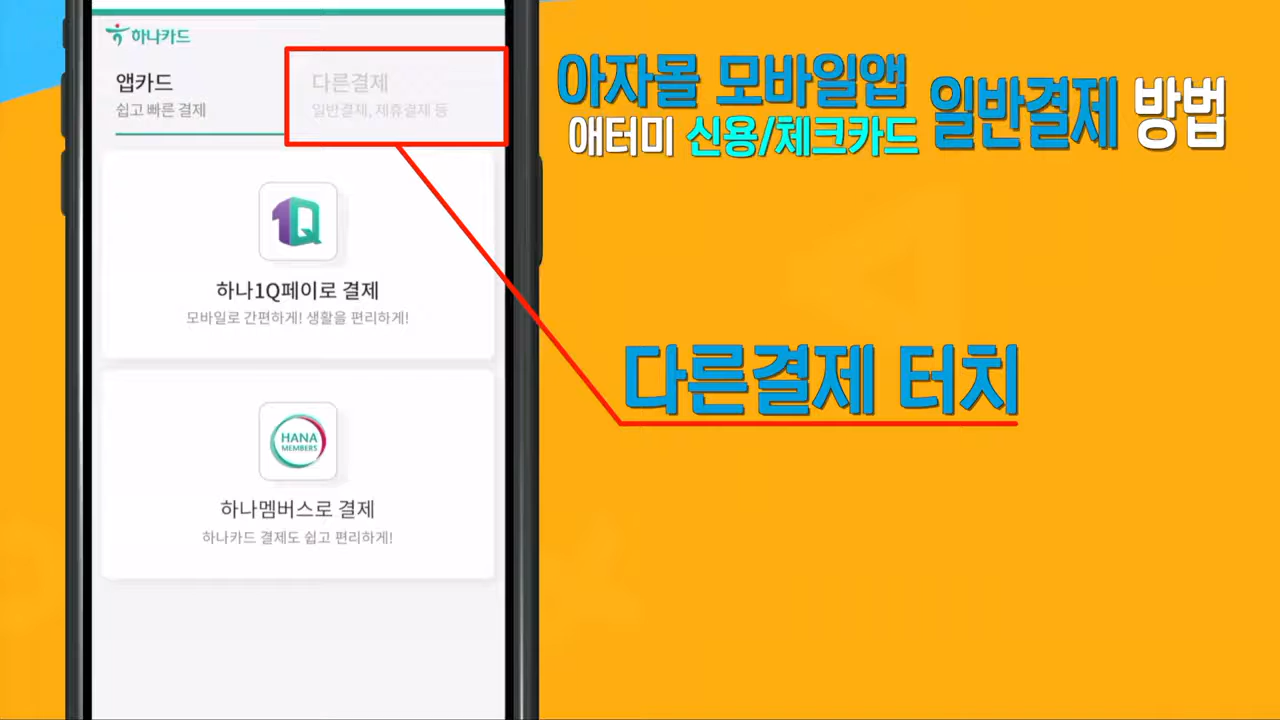 하나카드
앱카드
쉽고 빠른 결제
다른결제
일반결제, 제휴결제 등
1Q
하나1Q페이로 결제
모바일로 간편하게! 생활을 편리하게!
HANA
MEMBERS
하나멤버스로 결제
하나카드 결제도 쉽고 편리하게!
아자몰 모바일앱
애터미 신용/체크카드
일반결제 방법
다른결제 터치